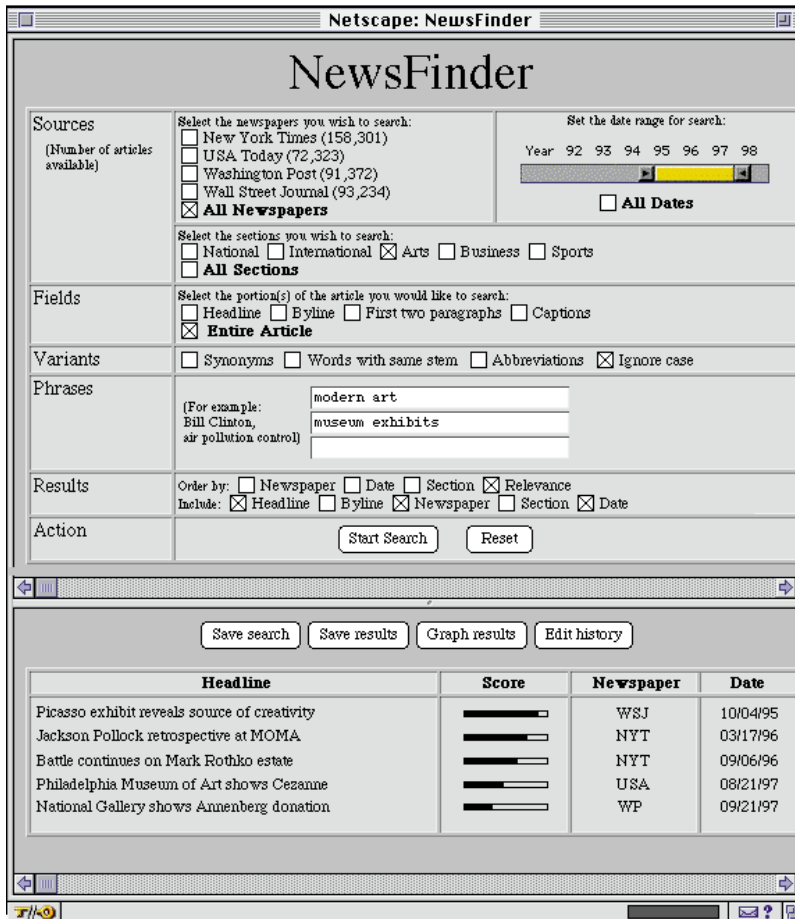 Netscape: NewsFinder
NewsFinder
Sources
(Number of articles
available)
Select the newspapers you wish to search:
New York Times (158,301)
USA Today (72,323)
Washington Post (91,372)
Wall Street Journal (93,234)
All Newspapers
Set the date range for search:
Year 92 93 94 95 96 97 98
All Dates
Select the sections you wish to search:
National International Arts Business Sports
All Sections
Fields
Select the portion(s) of the article you would like to search:
Headline Byline First two paragraphs Captions
Entire Article
Variants
Synonyms Words with same stem Abbreviations Ignore case
Phrases
(For example:
Bill Clinton,
air pollution control)
modern art
museum exhibits
Results
Order by: Newspaper Date Section Relevance
Include: Headline Byline Newspaper Section Date
Action
Start Search Reset
Save search Save results Graph results Edit history
Headline Score Newspaper Date
Picasso exhibit reveals source of creativity WSJ 10/04/95
Jackson Pollock retrospective at MOMA NYT 03/17/96
Battle continues on Mark Rothko estate NYT 09/06/96
Philadelphia Museum of Art shows Cezanne USA 08/21/97
National Gallery shows Annenberg donation WP 09/21/97
?